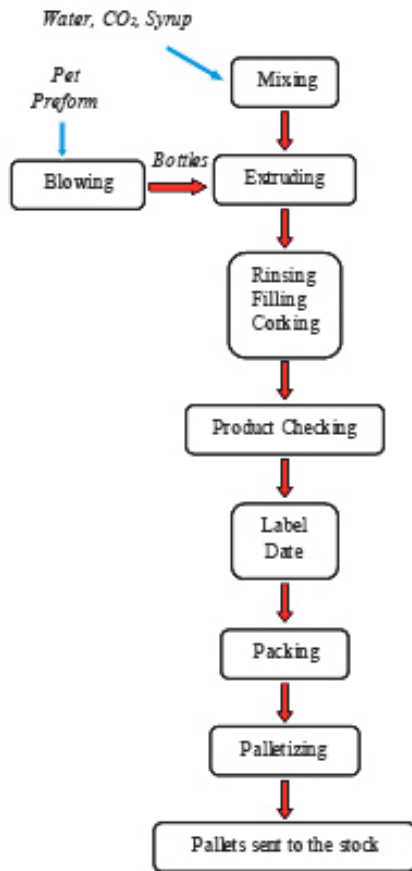 Water, CO₂, Syrup
Mixing
Pet
Preform
Blowing
Bottles
Extruding
Rinsing
Filling
Corking
Product Checking
Label
Date
Packing
Palletizing
Pallets sent to the stock